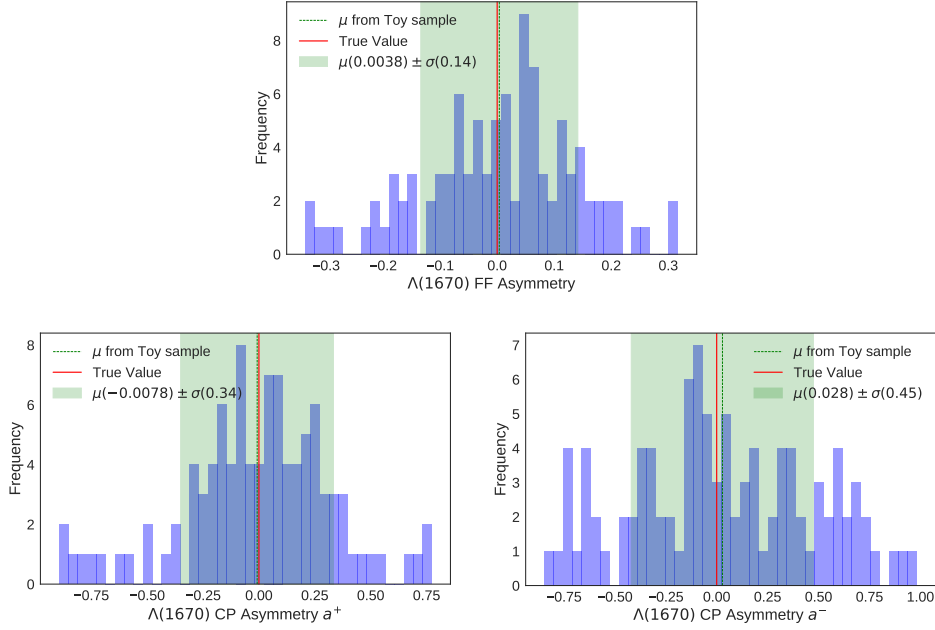 μ from Toy sample
True Value
μ(0.0038) ± σ(0.14)
Frequency
8
6
4
2
0
−0.3 −0.2 −0.1 0.0 0.1 0.2 0.3
Λ(1670) FF Asymmetry
μ from Toy sample
True Value
μ(−0.0078) ± σ(0.34)
Frequency
8
6
4
2
0
−0.75 −0.50 −0.25 0.00 0.25 0.50 0.75
Λ(1670) CP Asymmetry a⁺
μ from Toy sample
True Value
μ(0.028) ± σ(0.45)
Frequency
7
6
5
4
3
2
1
0
−0.75 −0.50 −0.25 0.00 0.25 0.50 0.75 1.00
Λ(1670) CP Asymmetry a⁻